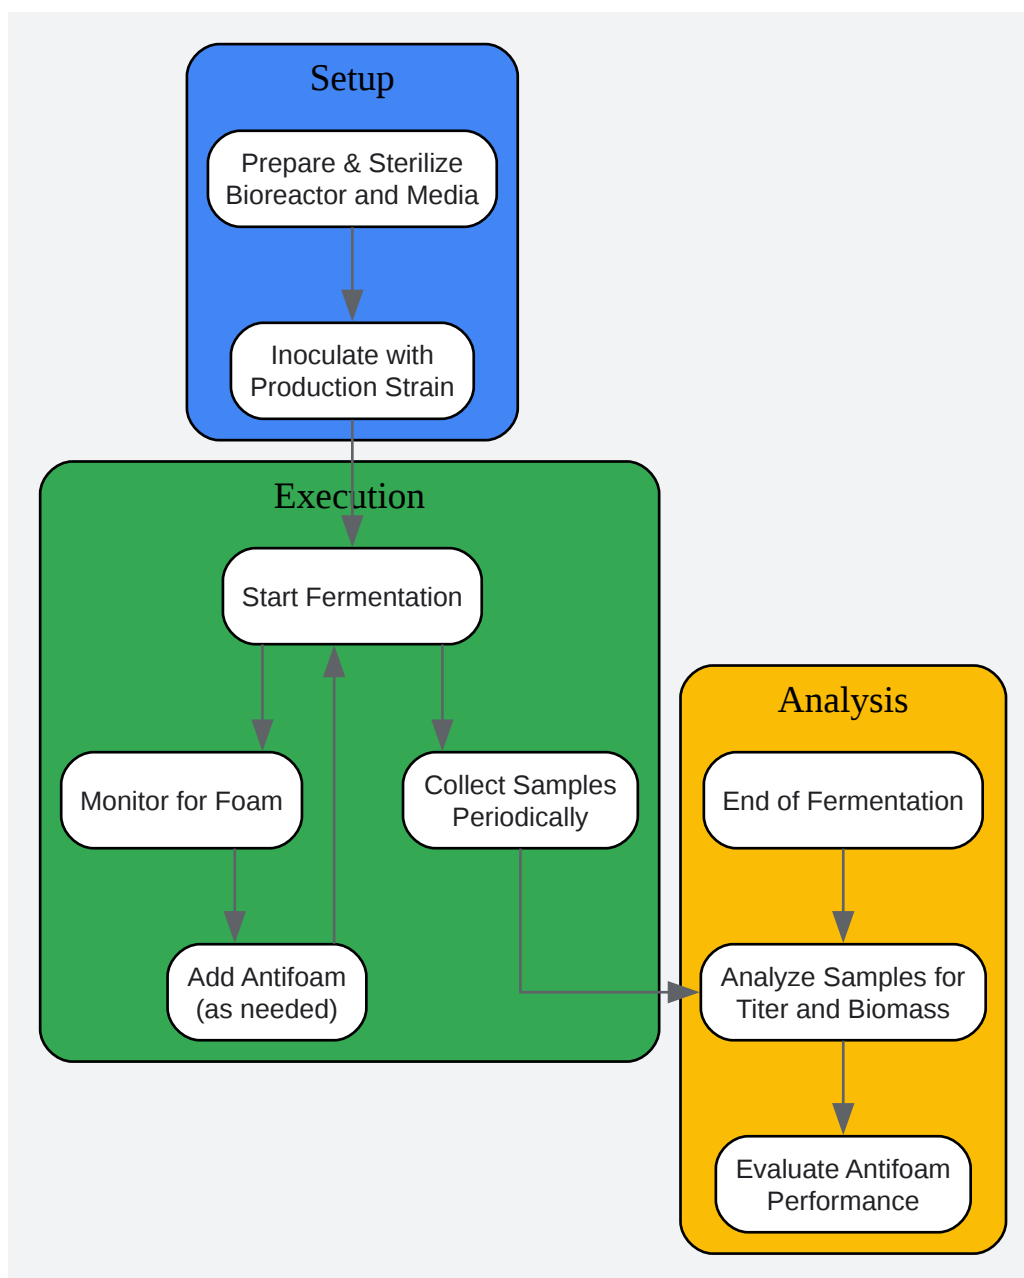 Setup
Prepare & Sterilize
Bioreactor and Media
Inoculate with
Production Strain
Execution
Start Fermentation
Monitor for Foam
Collect Samples
Periodically
Add Antifoam
(as needed)
Analysis
End of Fermentation
Analyze Samples for
Titer and Biomass
Evaluate Antifoam
Performance